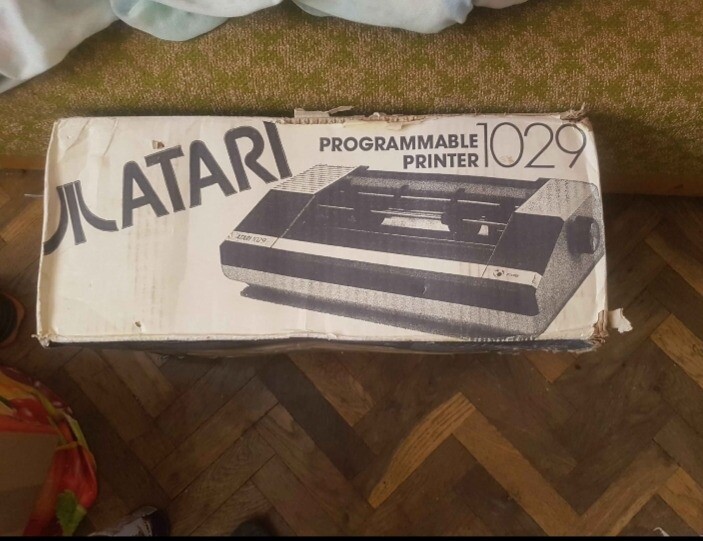 ATARI
PROGRAMMABLE
PRINTER 1029
ATARI 1029